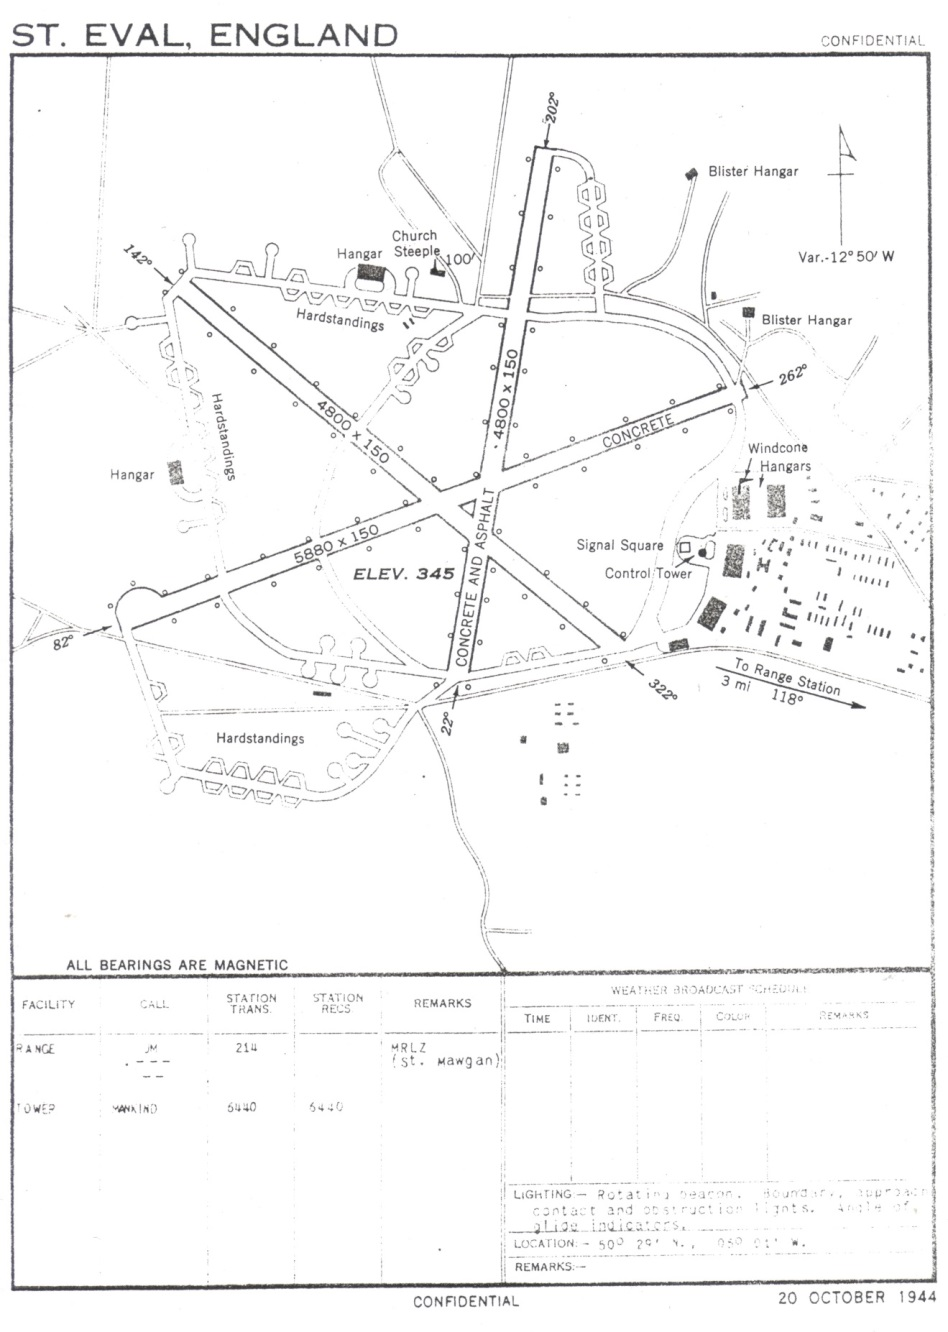 ST. EVAL, ENGLAND
CONFIDENTIAL
202°
Blister Hangar
Var.-12° 50' W
142°
Church
Steeple
100'
Hangar
Hardstandings
Blister Hangar
262°
4800 x 150
4800 x 150
Hardstandings
CONCRETE
Windcone
Hangars
Hangar
5880 x 150
ELEV. 345
CONCRETE AND ASPHALT
Signal Square
Control Tower
82°
322°
22°
To Range Station
3 mi 118°
Hardstandings
ALL BEARINGS ARE MAGNETIC
FACILITY CALL STATION TRANS. STATION RECS. REMARKS
RANGE JM 214 MRLZ
. - - - (St. Mawgan)
- -
TOWER MANKIND 6440 6440
WEATHER BROADCAST SCHEDULE
TIME IDENT. FREQ. COLOR REMARKS
LIGHTING:- Rotating beacon. Boundary, approach
contact and obstruction lights. Angle of
glide indicators.
LOCATION:- 50° 29' N., 05° 01' W.
REMARKS:-
CONFIDENTIAL
20 OCTOBER 1944